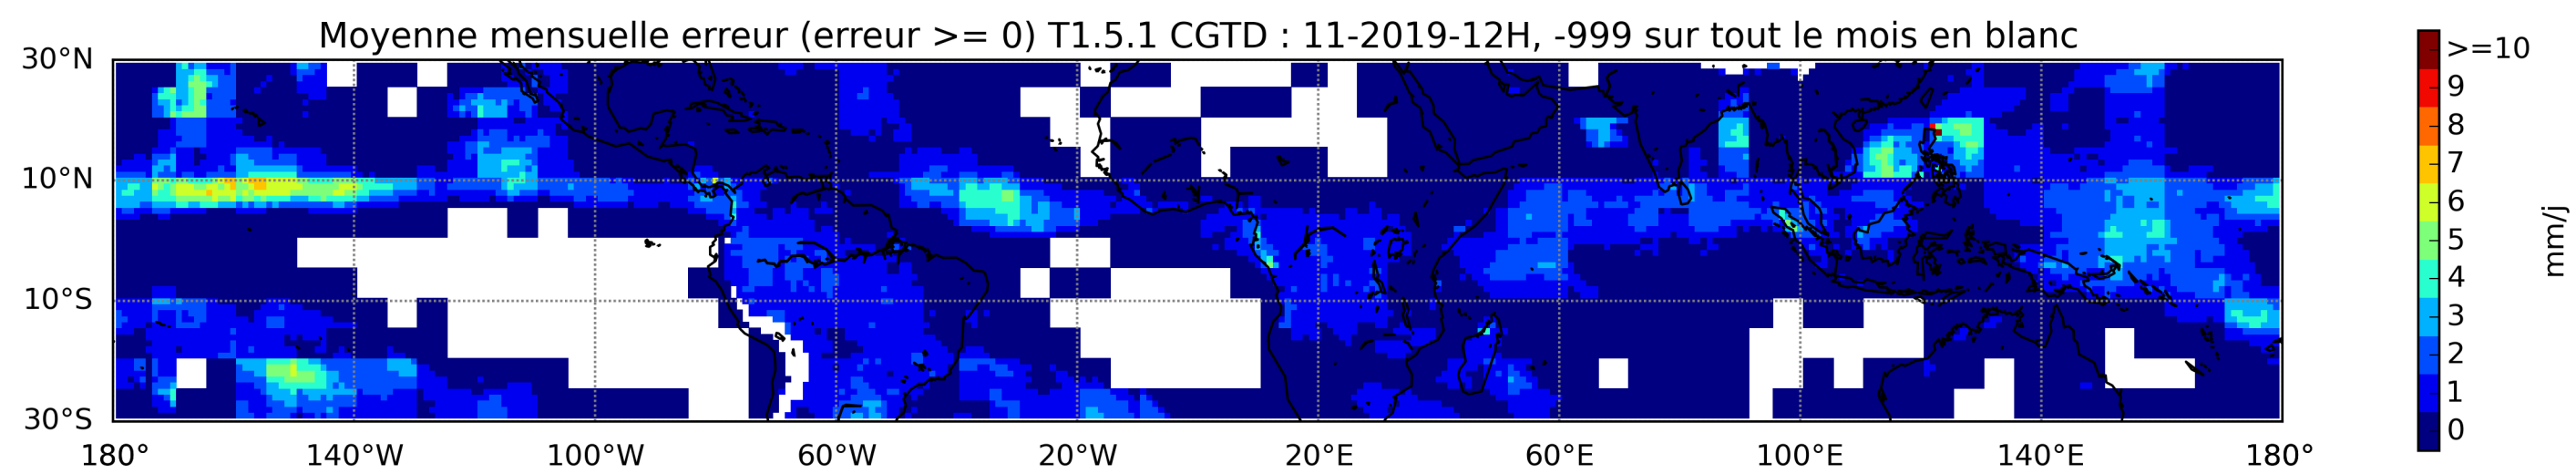 Moyenne mensuelle erreur (erreur >= 0) T1.5.1 CGTD : 11-2019-12H, -999 sur tout le mois en blanc
30°N
10°N
10°S
30°S
180° 140°W 100°W 60°W 20°W 20°E 60°E 100°E 140°E 180°
>=10
9
8
7
6
5
4
3
2
1
0
mm/j